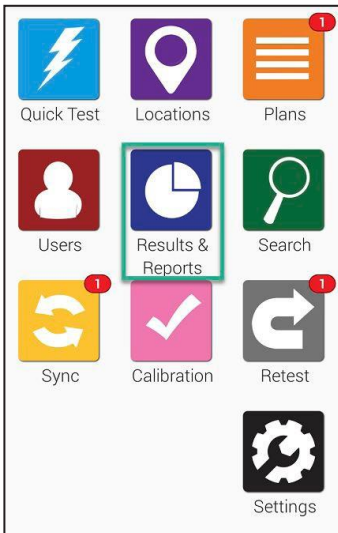 1
Quick Test
Locations
Plans
Users
Results &
Reports
Search
1
1
Sync
Calibration
Retest
Settings